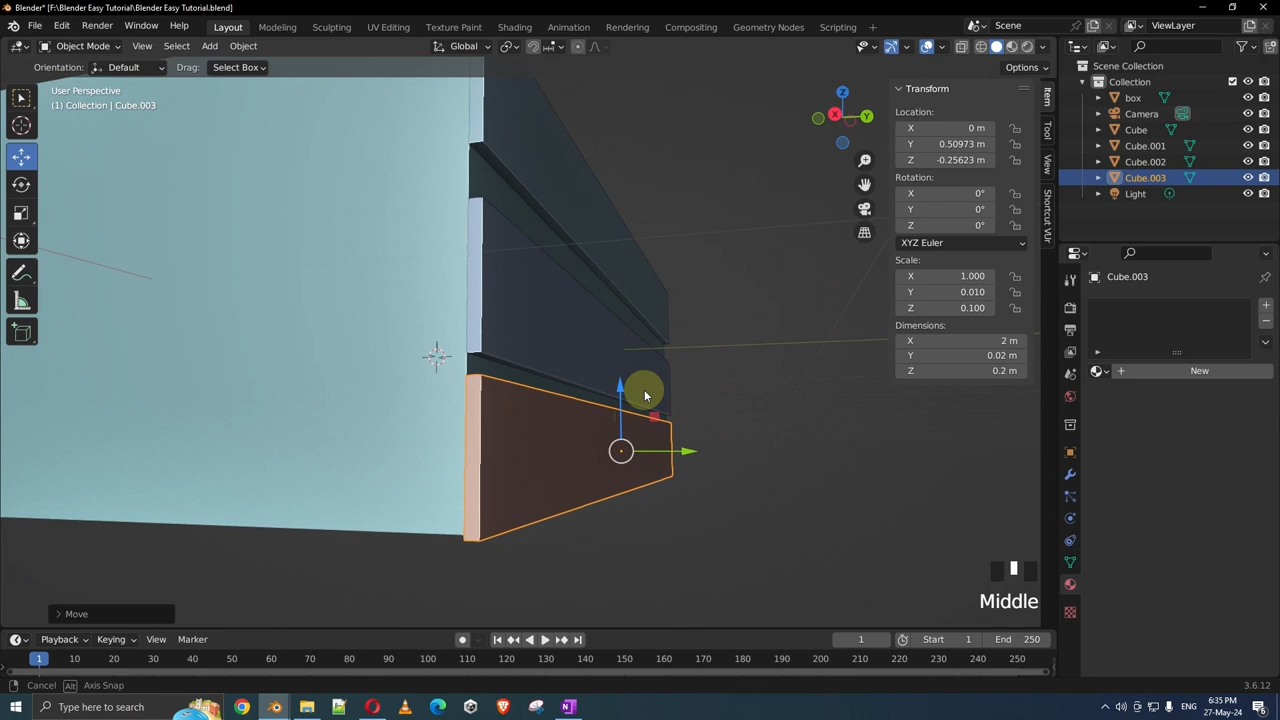 Blender* [F:\Blender Easy Tutorial\Blender Easy Tutorial.blend]
File Edit Render Window Help Layout Modeling Sculpting UV Editing Texture Paint Shading Animation Rendering Compositing Geometry Nodes Scripting Scene ViewLayer
Object Mode View Select Add Object Global
Orientation: Default Drag: Select Box Options
User Perspective
(1) Collection | Cube.003
Z
Y
X
Transform
Location:
X 0 m
Y 0.50973 m
Z -0.25623 m
Rotation:
X 0°
Y 0°
Z 0°
XYZ Euler
Scale:
X 1.000
Y 0.010
Z 0.100
Dimensions:
X 2 m
Y 0.02 m
Z 0.2 m
Item
Tool
View
Shortcut VUr
Scene Collection
Collection
box
Camera
Cube
Cube.001
Cube.002
Cube.003
Light
Cube.003
New
Middle
Move
Playback Keying View Marker 1 Start 1 End 250
1 10 20 30 40 50 60 70 80 90 100 110 120 130 140 150 160 170 180 190 200 210 220 230 240 250
Cancel Alt Axis Snap 3.6.12
Type here to search ENG 6:35 PM
27-May-24